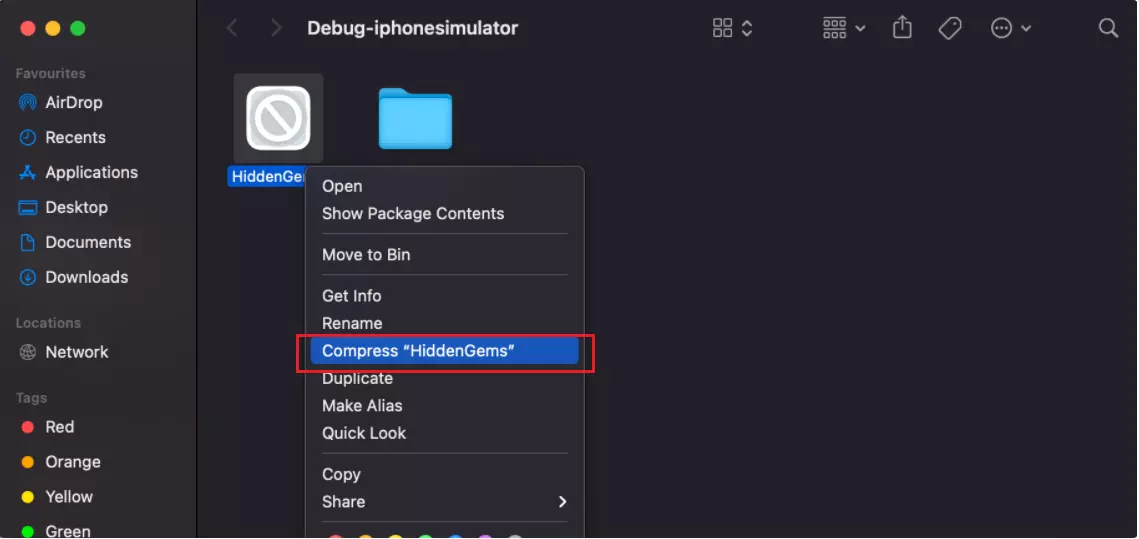 Debug-iphonesimulator
Favourites
AirDrop
Recents
Applications
Desktop
Documents
Downloads
Locations
Network
Tags
Red
Orange
Yellow
Green
Open
Show Package Contents
Move to Bin
Get Info
Rename
Compress “HiddenGems”
Duplicate
Make Alias
Quick Look
Copy
Share